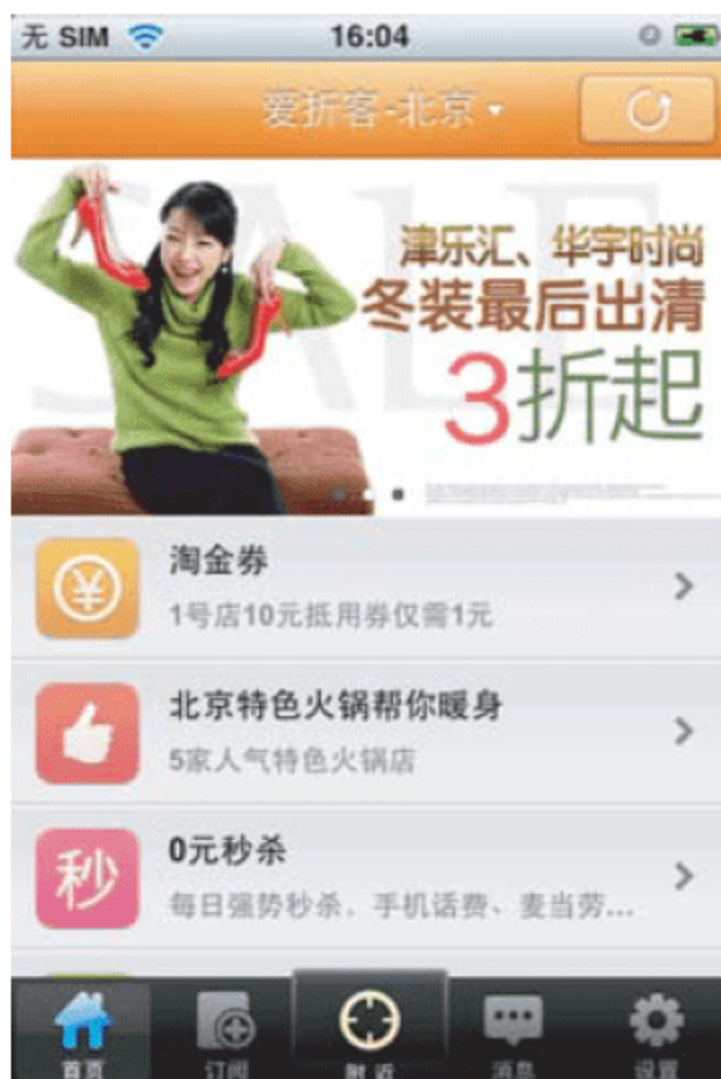 无 SIM
16:04
爱折客-北京
SALE
津乐汇、华宇时尚
冬装最后出清
3折起
淘金券
1号店10元抵用券仅需1元
北京特色火锅帮你暖身
5家人气特色火锅店
秒
0元秒杀
每日强势秒杀，手机话费、麦当劳...
首页
订阅
附近
消息
设置